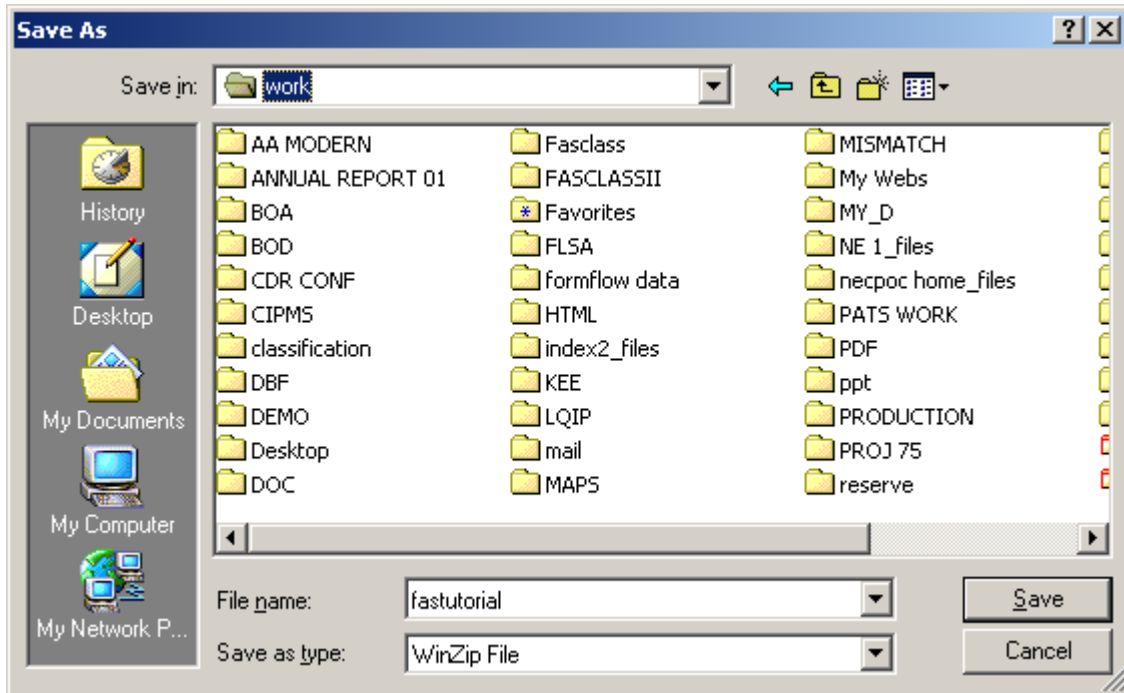 Save As
Save in: work
History
Desktop
My Documents
My Computer
My Network P...
AA MODERN
ANNUAL REPORT 01
BOA
BOD
CDR CONF
CIPMS
classification
DBF
DEMO
Desktop
DOC
Fasclass
FASCLASSII
Favorites
FLSA
formflow data
HTML
index2_files
KEE
LQIP
mail
MAPS
MISMATCH
My Webs
MY_D
NE 1_files
necpoc home_files
PATS WORK
PDF
ppt
PRODUCTION
PROJ 75
reserve
File name: fastutorial
Save
Save as type: WinZip File
Cancel